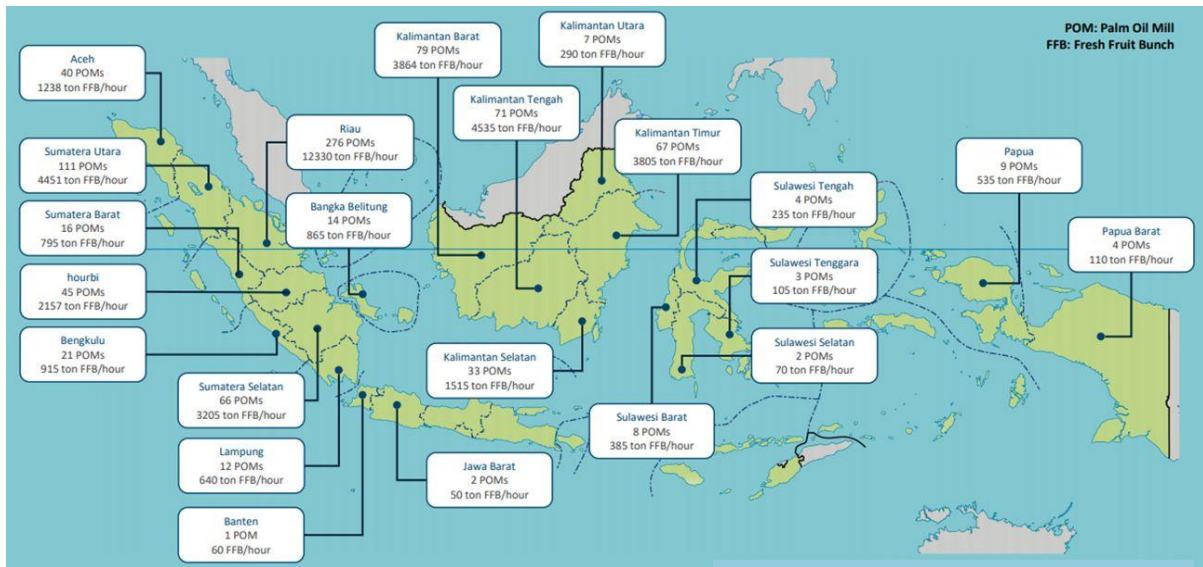 POM: Palm Oil Mill
FFB: Fresh Fruit Bunch
Aceh
40 POMs
1238 ton FFB/hour
Sumatera Utara
111 POMs
4451 ton FFB/hour
Sumatera Barat
16 POMs
795 ton FFB/hour
hourbi
45 POMs
2157 ton FFB/hour
Bengkulu
21 POMs
915 ton FFB/hour
Riau
276 POMs
12330 ton FFB/hour
Bangka Belitung
14 POMs
865 ton FFB/hour
Sumatera Selatan
66 POMs
3205 ton FFB/hour
Lampung
12 POMs
640 ton FFB/hour
Banten
1 POM
60 FFB/hour
Jawa Barat
2 POMs
50 ton FFB/hour
Kalimantan Barat
79 POMs
3864 ton FFB/hour
Kalimantan Utara
7 POMs
290 ton FFB/hour
Kalimantan Tengah
71 POMs
4535 ton FFB/hour
Kalimantan Timur
67 POMs
3805 ton FFB/hour
Kalimantan Selatan
33 POMs
1515 ton FFB/hour
Sulawesi Tengah
4 POMs
235 ton FFB/hour
Sulawesi Tenggara
3 POMs
105 ton FFB/hour
Sulawesi Selatan
2 POMs
70 ton FFB/hour
Sulawesi Barat
8 POMs
385 ton FFB/hour
Papua
9 POMs
535 ton FFB/hour
Papua Barat
4 POMs
110 ton FFB/hour